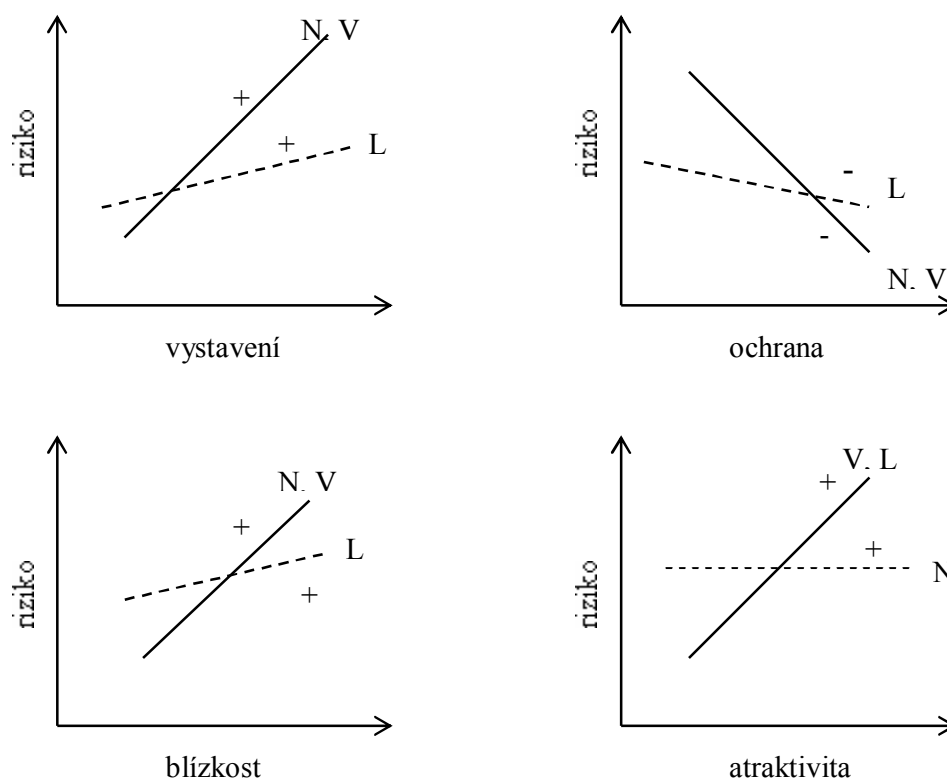 N. V
+
+
L
riziko
vystavení
-
L
-
N. V
riziko
ochrana
N. V
+
L
+
riziko
blízkost
V. L
+
+
N
riziko
atraktivita